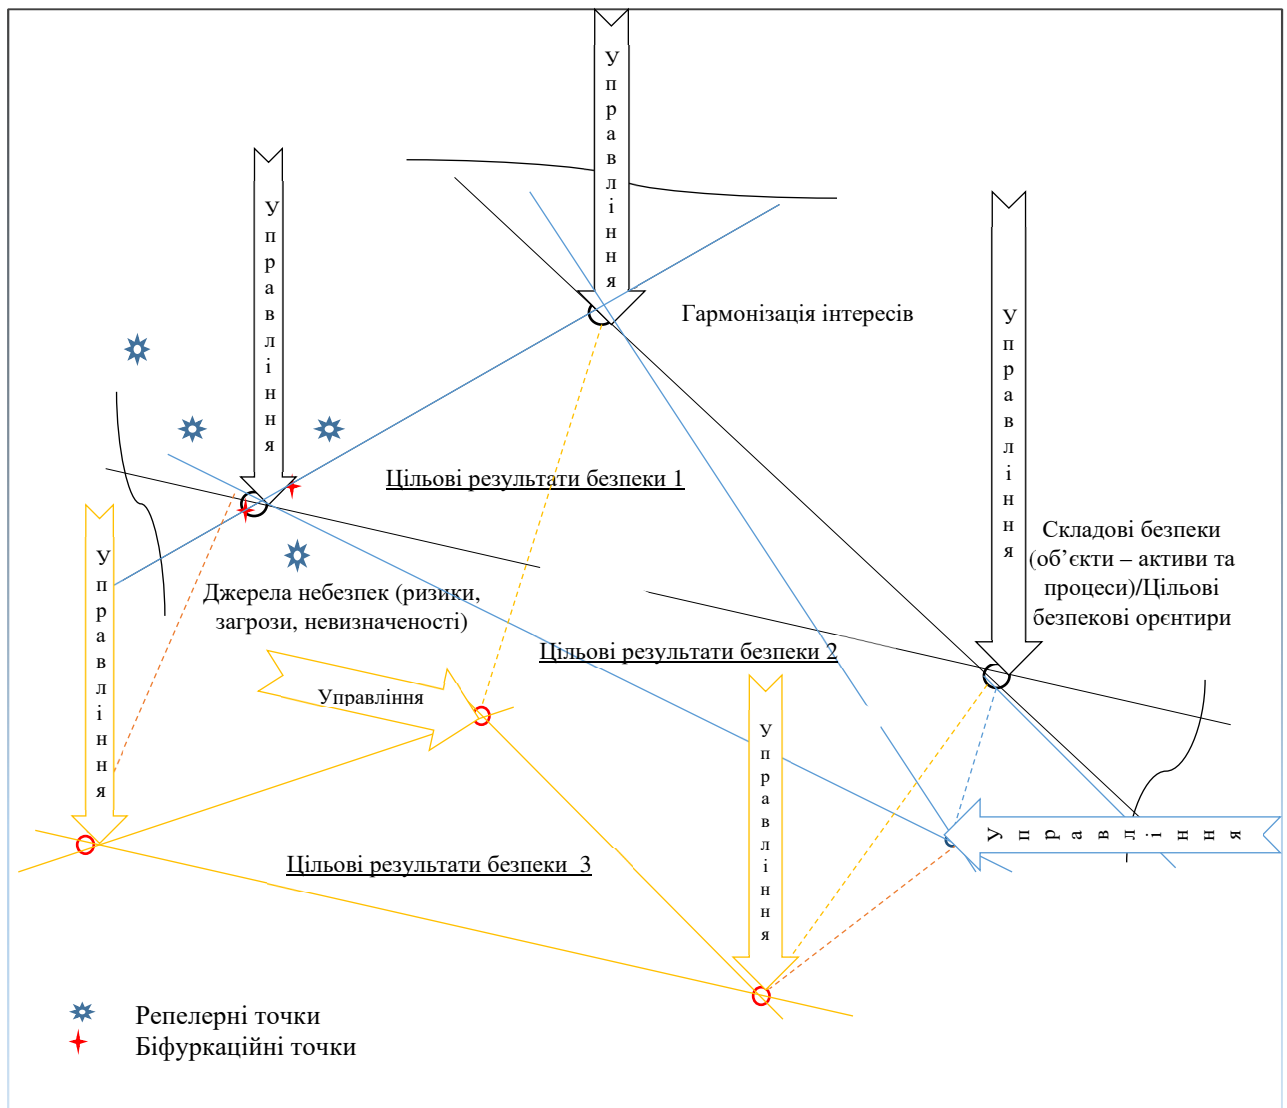 Управління
Управління
Управління
Гармонізація інтересів
Цільові результати безпеки 1
Складові безпеки
(об’єкти – активи та
процеси)/Цільові
безпекові орєнтири
Управління
Джерела небезпек (ризики,
загрози, невизначеності)
Цільові результати безпеки 2
Управління
Управління
Управління
Цільові результати безпеки 3
Репелерні точки
Біфуркаційні точки